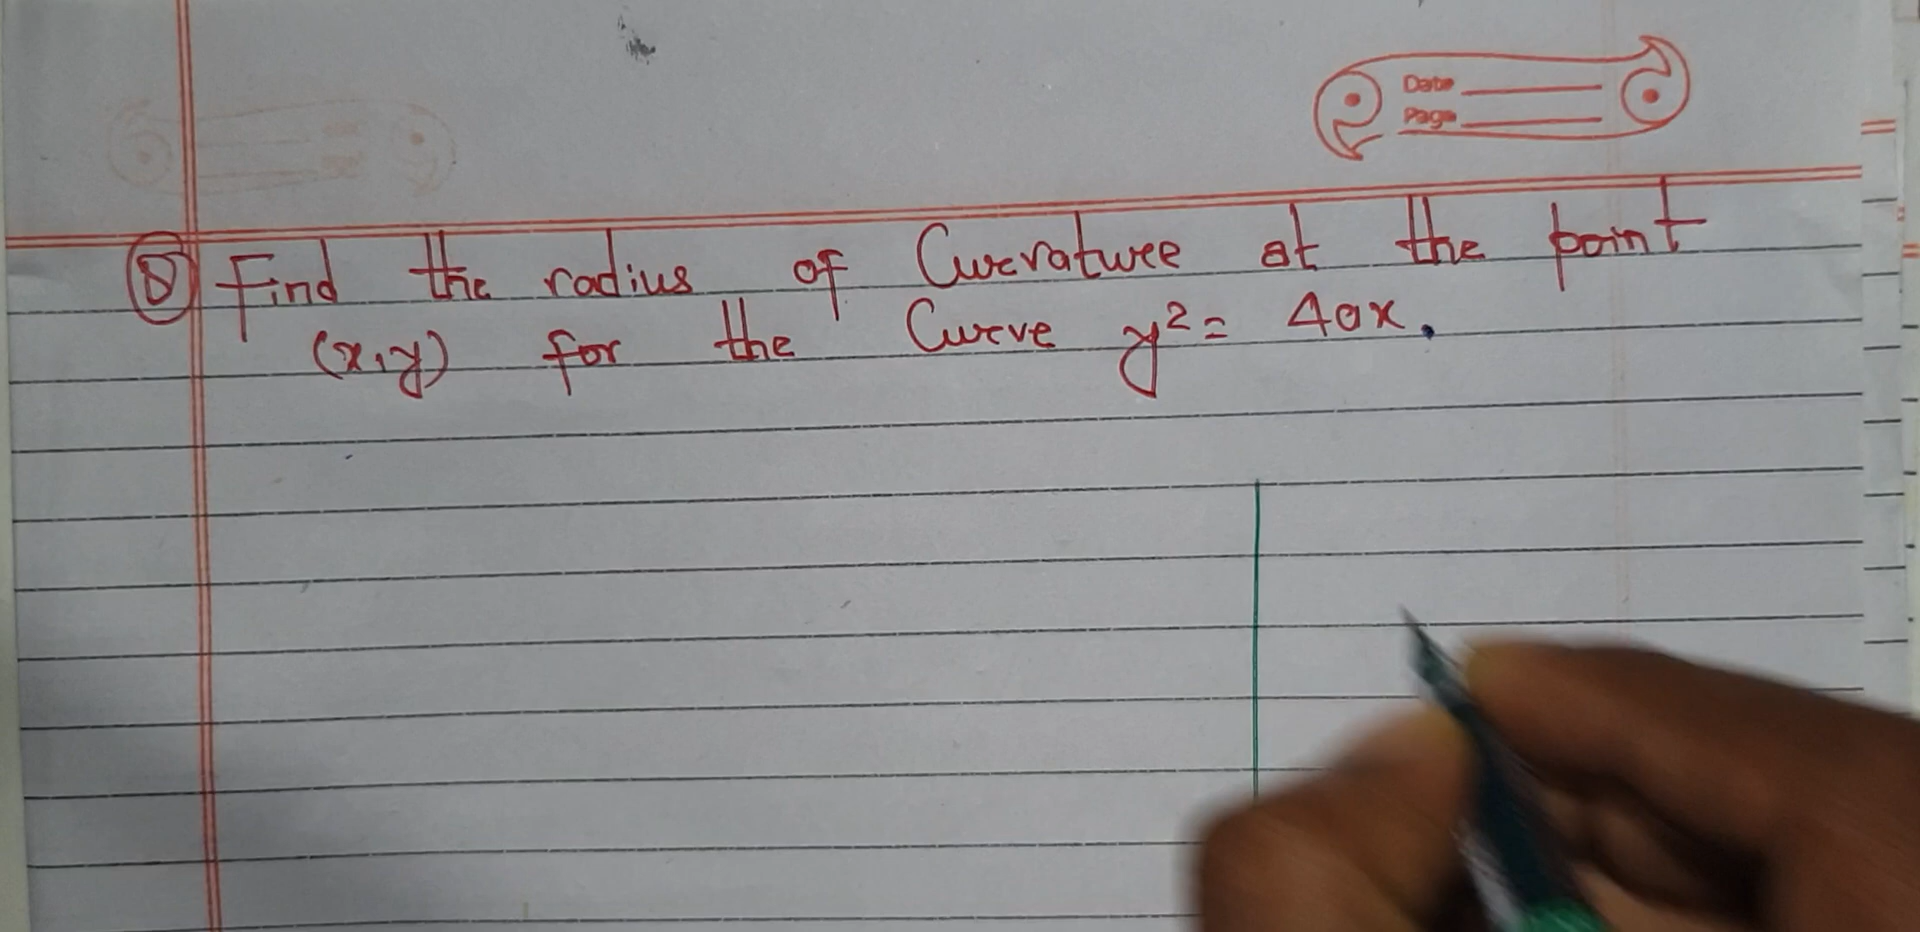 Date
Page
⑧ Find the radius of Curvature at the point
(x,y) for the Curve y² = 4ax.